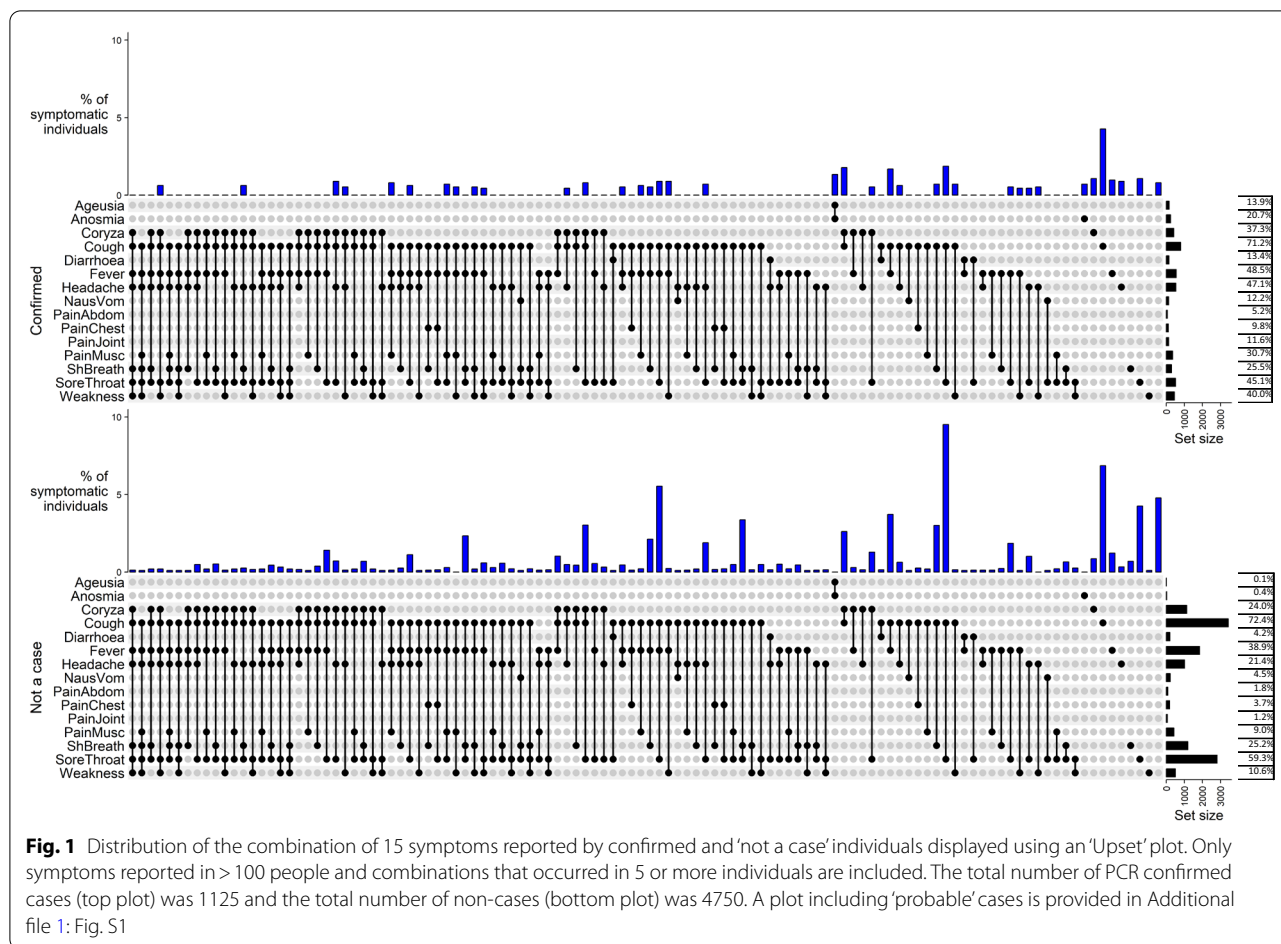 10
% of
symptomatic
individuals
5
0
Confirmed
Ageusia 13.9%
Anosmia 20.7%
Coryza 37.3%
Cough 71.2%
Diarrhoea 13.4%
Fever 48.5%
Headache 47.1%
NausVom 12.2%
PainAbdom 5.2%
PainChest 9.8%
PainJoint 11.6%
PainMusc 30.7%
ShBreath 25.5%
SoreThroat 45.1%
Weakness 40.0%
0 1000 2000 3000
Set size
10
% of
symptomatic
individuals
5
0
Not a case
Ageusia 0.1%
Anosmia 0.4%
Coryza 24.0%
Cough 72.4%
Diarrhoea 4.2%
Fever 38.9%
Headache 21.4%
NausVom 4.5%
PainAbdom 1.8%
PainChest 3.7%
PainJoint 1.2%
PainMusc 9.0%
ShBreath 25.2%
SoreThroat 59.3%
Weakness 10.6%
0 1000 2000 3000
Set size
Fig. 1 Distribution of the combination of 15 symptoms reported by confirmed and ‘not a case’ individuals displayed using an ‘Upset’ plot. Only
symptoms reported in > 100 people and combinations that occurred in 5 or more individuals are included. The total number of PCR confirmed
cases (top plot) was 1125 and the total number of non-cases (bottom plot) was 4750. A plot including ‘probable’ cases is provided in Additional
file 1: Fig. S1